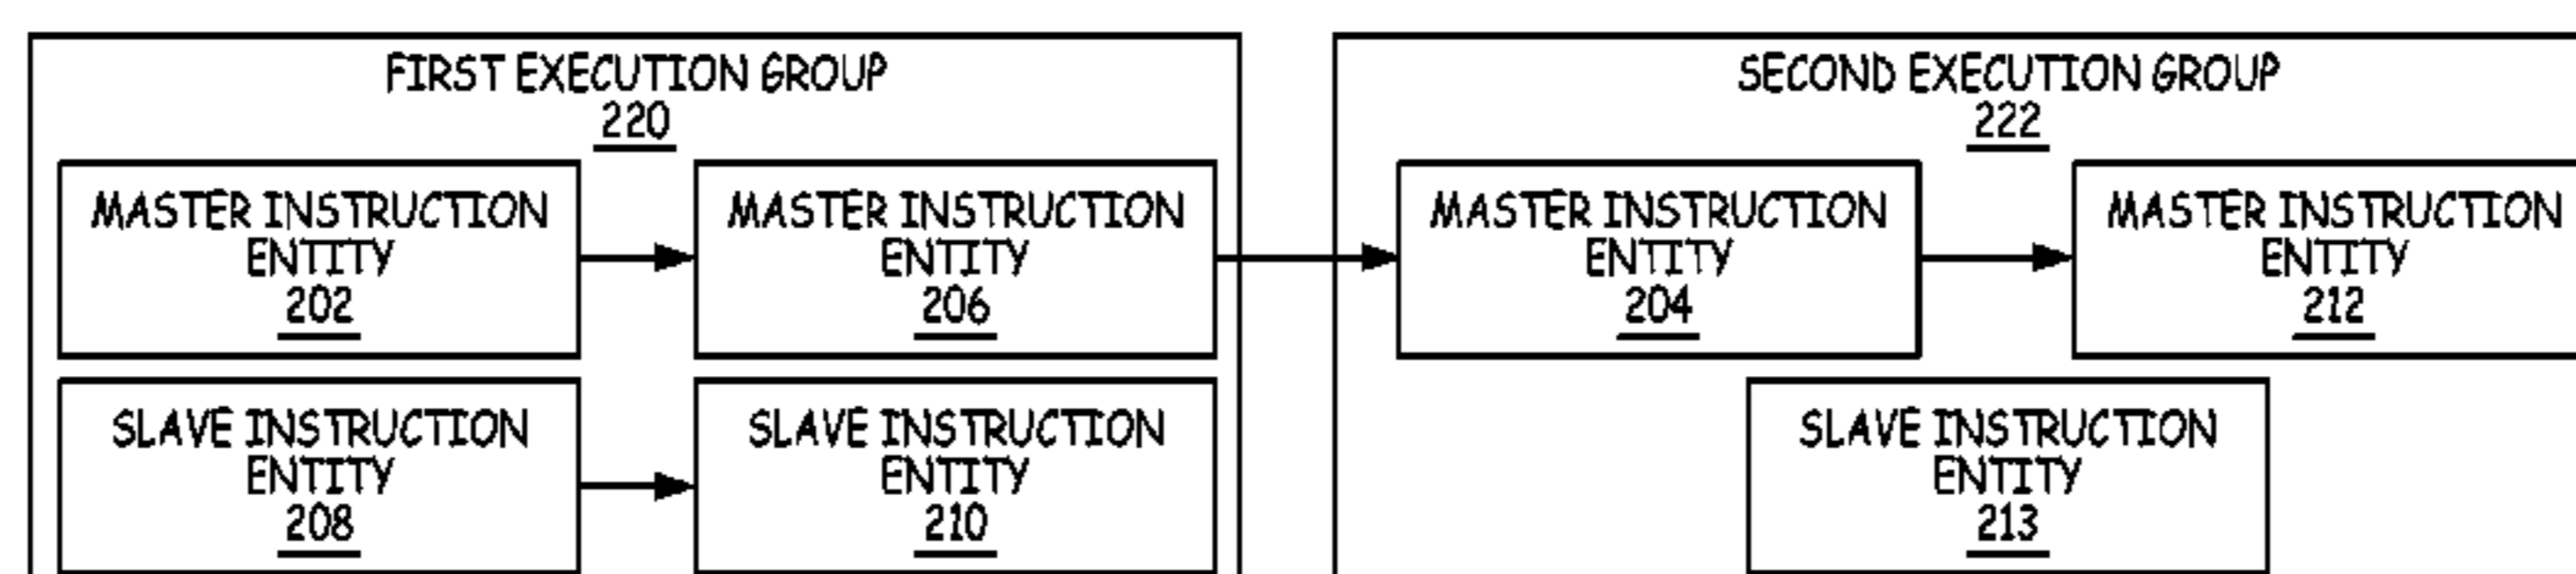 FIRST EXECUTION GROUP
220
MASTER INSTRUCTION
ENTITY
202
MASTER INSTRUCTION
ENTITY
206
SLAVE INSTRUCTION
ENTITY
208
SLAVE INSTRUCTION
ENTITY
210
SECOND EXECUTION GROUP
222
MASTER INSTRUCTION
ENTITY
204
MASTER INSTRUCTION
ENTITY
212
SLAVE INSTRUCTION
ENTITY
213